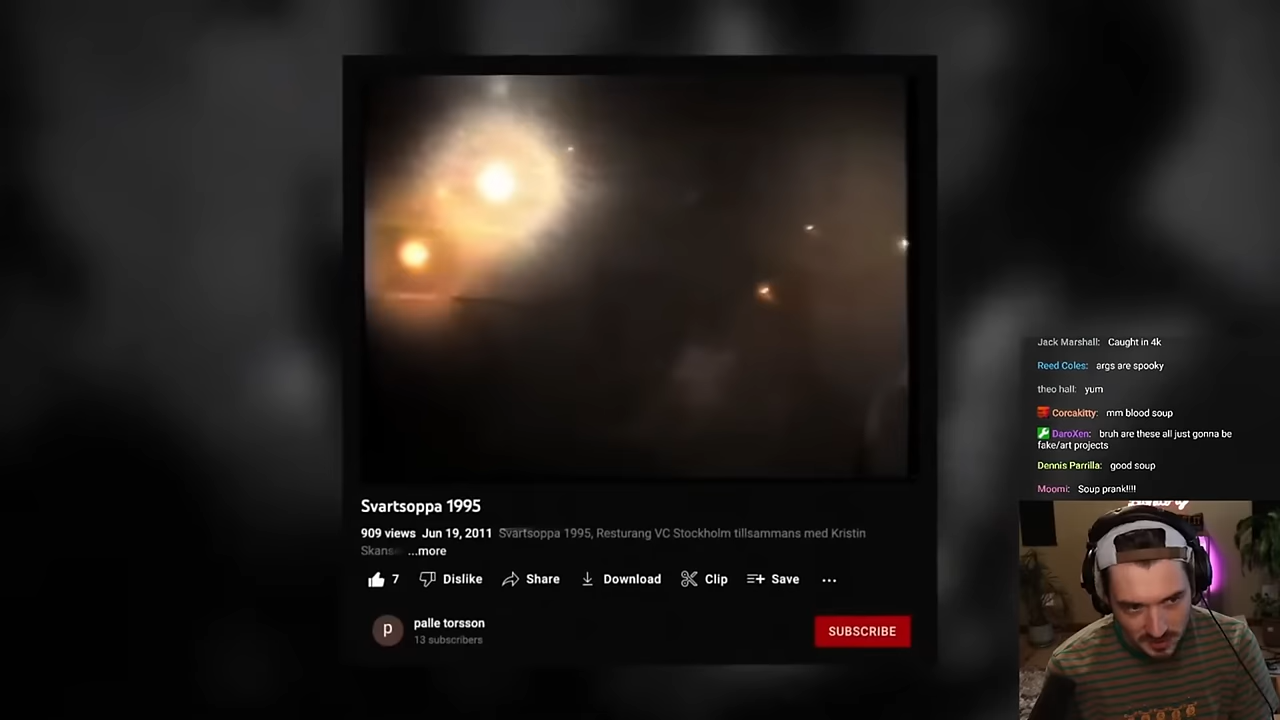 Svartsoppa 1995
909 views Jun 19, 2011 Svartsoppa 1995, Resturang VC Stockholm tillsammans med Kristin
Skanse ...more
7 Dislike Share Download Clip Save ...
p palle torsson
13 subscribers
SUBSCRIBE
Jack Marshall: Caught in 4k
Reed Coles: args are spooky
theo hall: yum
Corcakitty: mm blood soup
DaroXen: bruh are these all just gonna be
fake/art projects
Dennis Parrilla: good soup
Moomi: Soup prank!!!!